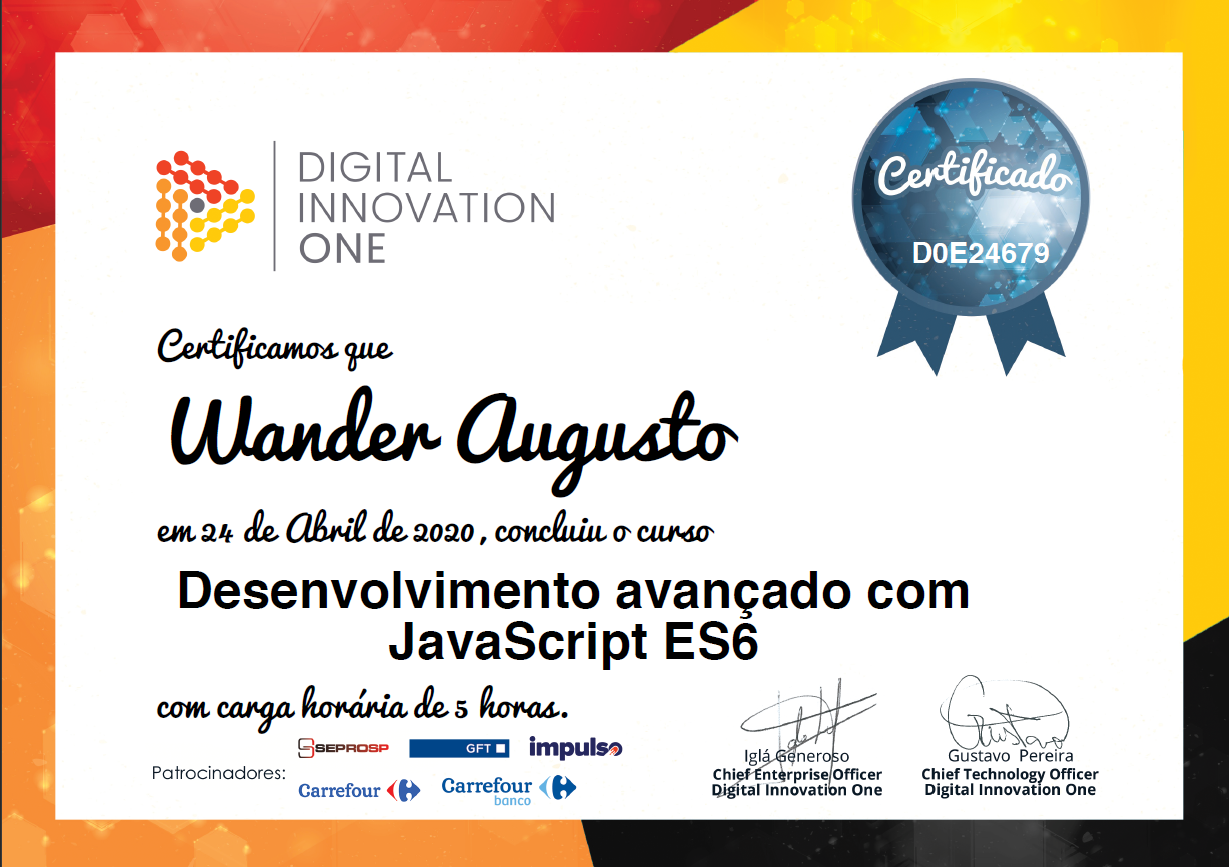 DIGITAL
INNOVATION
ONE
Certificado
D0E24679
Certificamos que
Wander Augusto
em 24 de Abril de 2020, concluiu o curso
Desenvolvimento avançado com
JavaScript ES6
com carga horária de 5 horas.
Patrocinadores:
SEPROSP
GFT
impulso
Carrefour
Carrefour
banco
de
Iglá Generoso
Chief Enterprise Officer
Digital Innovation One
Gustavo
Gustavo Pereira
Chief Technology Officer
Digital Innovation One